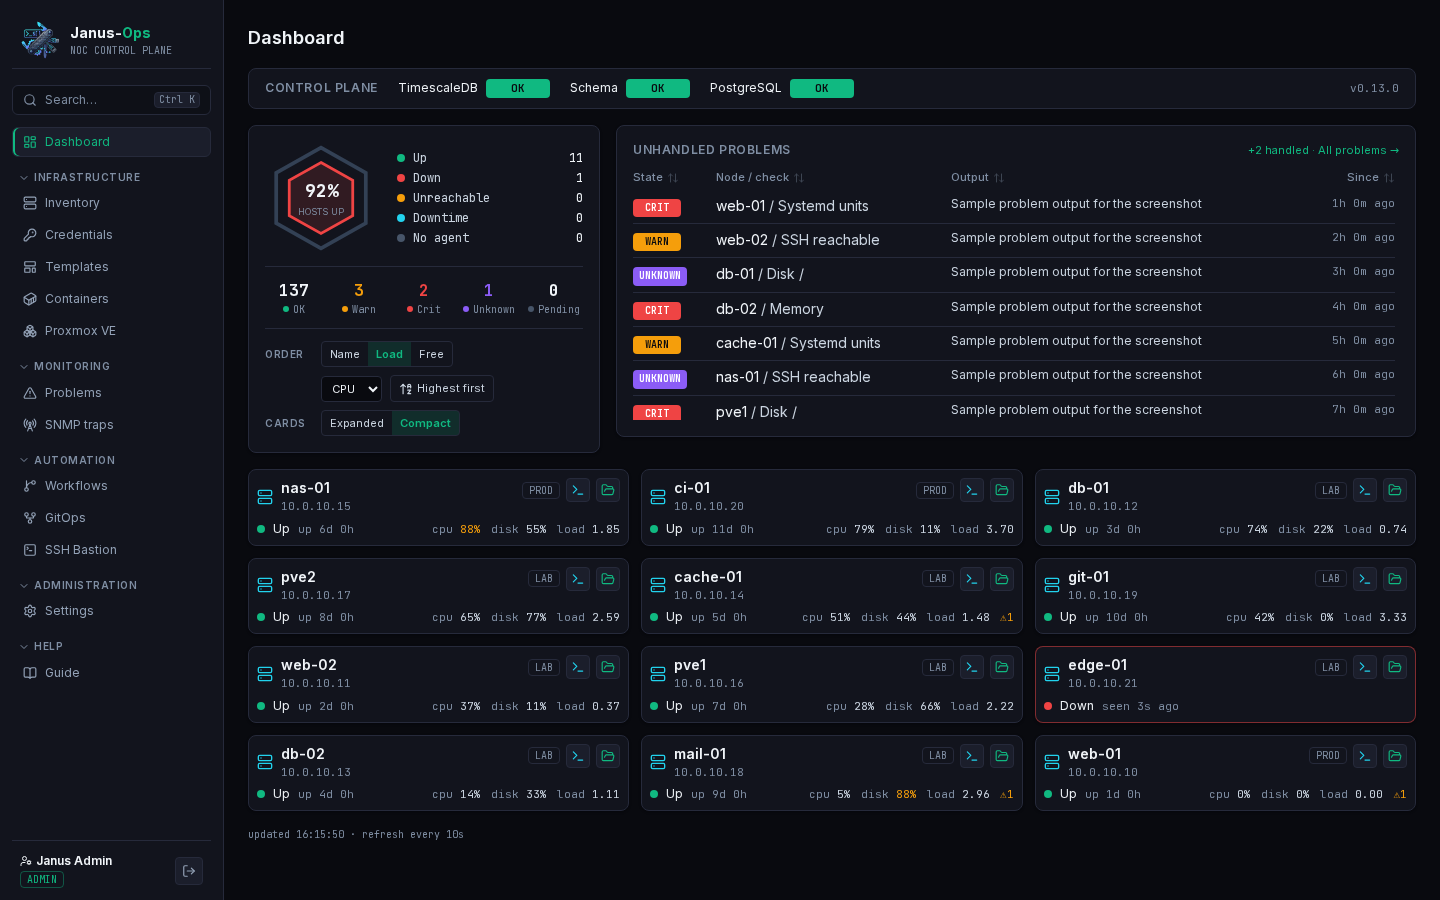 Janus-Ops
NOC CONTROL PLANE
Search…
Ctrl K
Dashboard
INFRASTRUCTURE
Inventory
Credentials
Templates
Containers
Proxmox VE
MONITORING
Problems
SNMP traps
AUTOMATION
Workflows
GitOps
SSH Bastion
ADMINISTRATION
Settings
HELP
Guide
Janus Admin
ADMIN
Dashboard
CONTROL PLANE TimescaleDB OK Schema OK PostgreSQL OK v0.13.0
92%
HOSTS UP
Up 11
Down 1
Unreachable 0
Downtime 0
No agent 0
137 3 2 1 0
OK Warn Crit Unknown Pending
ORDER Name Load Free
CPU Highest first
CARDS Expanded Compact
UNHANDLED PROBLEMS +2 handled · All problems →
State ↑↓ Node / check ↑↓ Output ↑↓ Since ↑↓
CRIT web-01 / Systemd units Sample problem output for the screenshot 1h 0m ago
WARN web-02 / SSH reachable Sample problem output for the screenshot 2h 0m ago
UNKNOWN db-01 / Disk / Sample problem output for the screenshot 3h 0m ago
CRIT db-02 / Memory Sample problem output for the screenshot 4h 0m ago
WARN cache-01 / Systemd units Sample problem output for the screenshot 5h 0m ago
UNKNOWN nas-01 / SSH reachable Sample problem output for the screenshot 6h 0m ago
CRIT pve1 / Disk / Sample problem output for the screenshot 7h 0m ago
nas-01 PROD
10.0.10.15
Up up 6d 0h cpu 88% disk 55% load 1.85
ci-01 PROD
10.0.10.20
Up up 11d 0h cpu 79% disk 11% load 3.70
db-01 LAB
10.0.10.12
Up up 3d 0h cpu 74% disk 22% load 0.74
pve2 LAB
10.0.10.17
Up up 8d 0h cpu 65% disk 77% load 2.59
cache-01 LAB
10.0.10.14
Up up 5d 0h cpu 51% disk 44% load 1.48 ⚠1
git-01 LAB
10.0.10.19
Up up 10d 0h cpu 42% disk 0% load 3.33
web-02 LAB
10.0.10.11
Up up 2d 0h cpu 37% disk 11% load 0.37
pve1 LAB
10.0.10.16
Up up 7d 0h cpu 28% disk 66% load 2.22
edge-01 LAB
10.0.10.21
Down seen 3s ago
db-02 LAB
10.0.10.13
Up up 4d 0h cpu 14% disk 33% load 1.11
mail-01 LAB
10.0.10.18
Up up 9d 0h cpu 5% disk 88% load 2.96 ⚠1
web-01 PROD
10.0.10.10
Up up 1d 0h cpu 0% disk 0% load 0.00 ⚠1
updated 16:15:50 · refresh every 10s